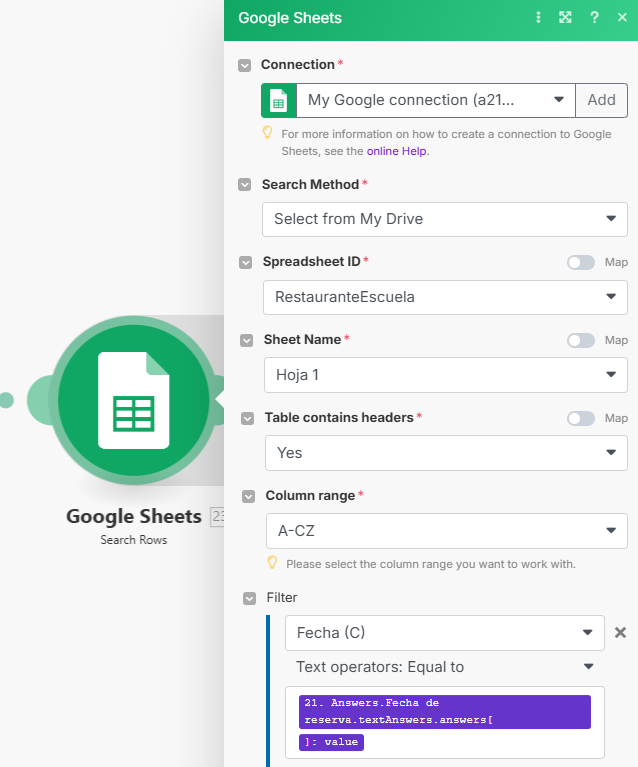 Google Sheets
Connection*
My Google connection (a21...
Add
For more information on how to create a connection to Google
Sheets, see the online Help.
Search Method*
Select from My Drive
Spreadsheet ID*
Map
RestauranteEscuela
Sheet Name*
Map
Hoja 1
Table contains headers*
Map
Yes
Column range*
A-CZ
Please select the column range you want to work with.
Filter
Fecha (C)
Text operators: Equal to
21. Answers.Fecha de
reserva.textAnswers.answers[
]: value
Google Sheets
Search Rows